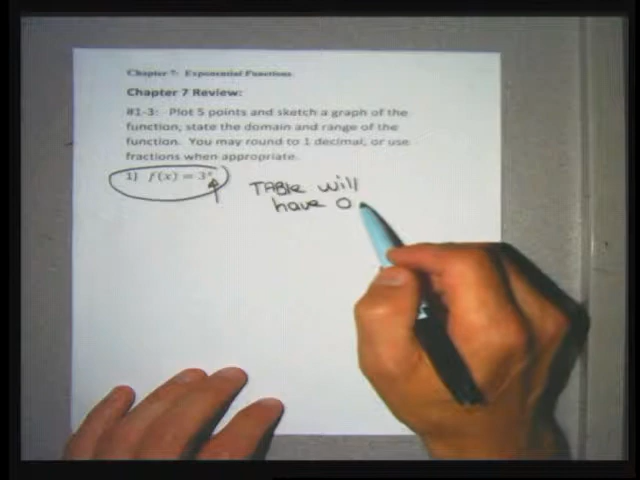 Chapter 7: Exponential Functions
Chapter 7 Review:
#1-3: Plot 5 points and sketch a graph of the
function, state the domain and range of the
function. You may round to 1 decimal, or use
fractions when appropriate.
1) f(x) = 3ˣ
TABle will
have 0